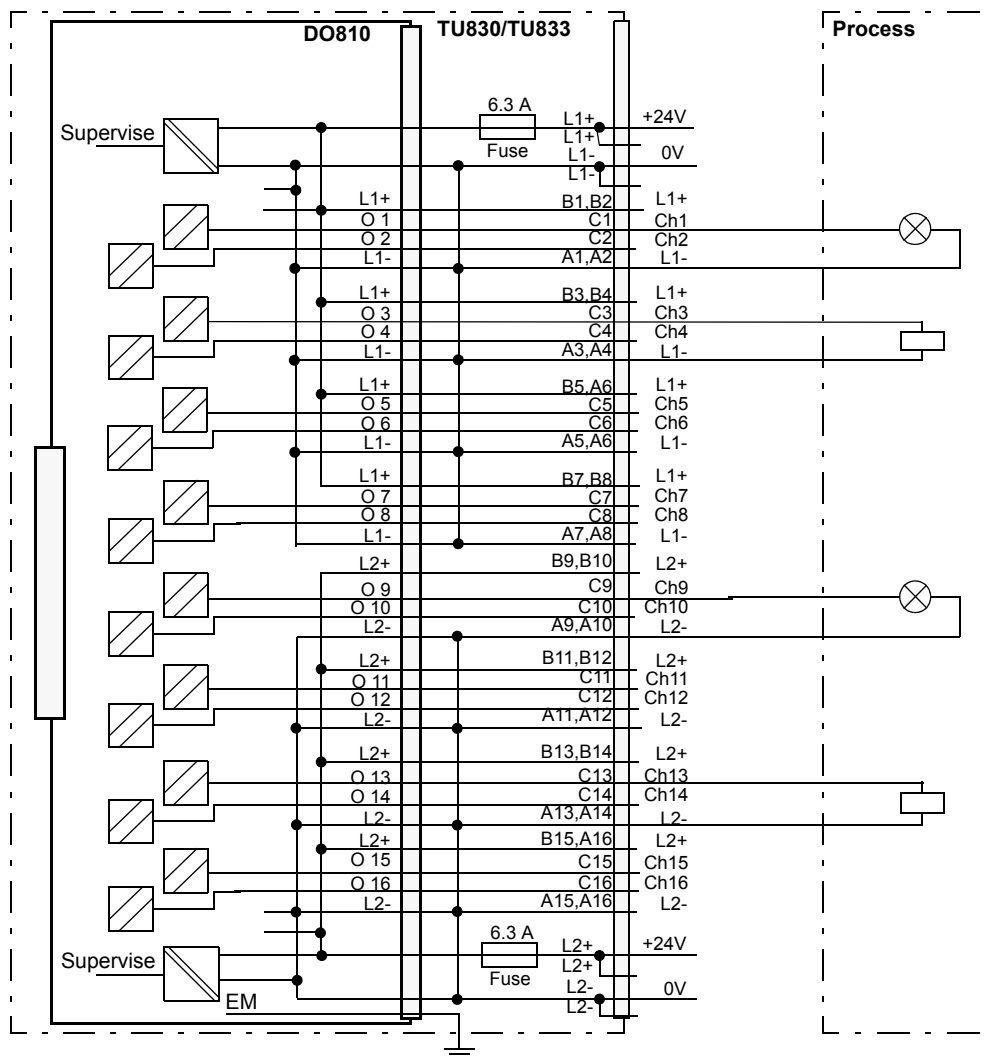 DO810 TU830/TU833 Process
6.3 A
L1+ +24V
Supervise
L1+
Fuse
L1- 0V
L1-
L1+ B1,B2 L1+
O 1 C1 Ch1
O 2 C2 Ch2
L1- A1,A2 L1-
L1+ B3,B4 L1+
O 3 C3 Ch3
O 4 C4 Ch4
L1- A3,A4 L1-
L1+ B5,A6 L1+
O 5 C5 Ch5
O 6 C6 Ch6
L1- A5,A6 L1-
L1+ B7,B8 L1+
O 7 C7 Ch7
O 8 C8 Ch8
L1- A7,A8 L1-
L2+ B9,B10 L2+
O 9 C9 Ch9
O 10 C10 Ch10
L2- A9,A10 L2-
L2+ B11,B12 L2+
O 11 C11 Ch11
O 12 C12 Ch12
L2- A11,A12 L2-
L2+ B13,B14 L2+
O 13 C13 Ch13
O 14 C14 Ch14
L2- A13,A14 L2-
L2+ B15,A16 L2+
O 15 C15 Ch15
O 16 C16 Ch16
L2- A15,A16 L2-
6.3 A
L2+ +24V
Supervise
L2+
Fuse
L2- 0V
EM L2-